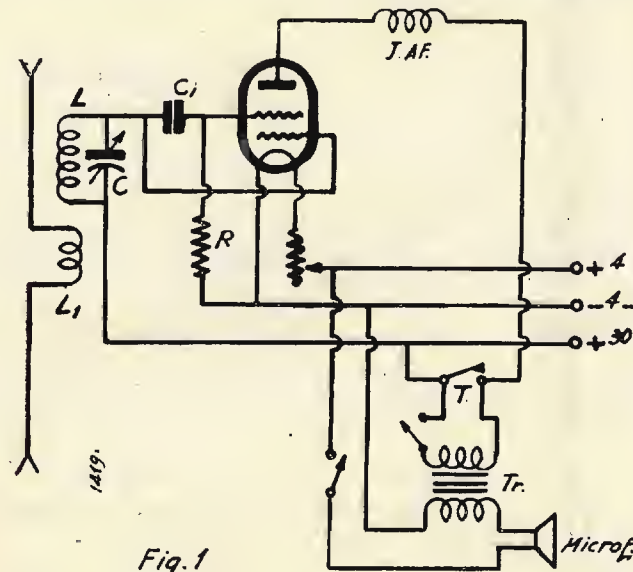 J.AF.
L
C1
C
R
L1
+ 4
- 4 -
+ 30
T.
Tr.
Microf.
1419.
Fig. 1